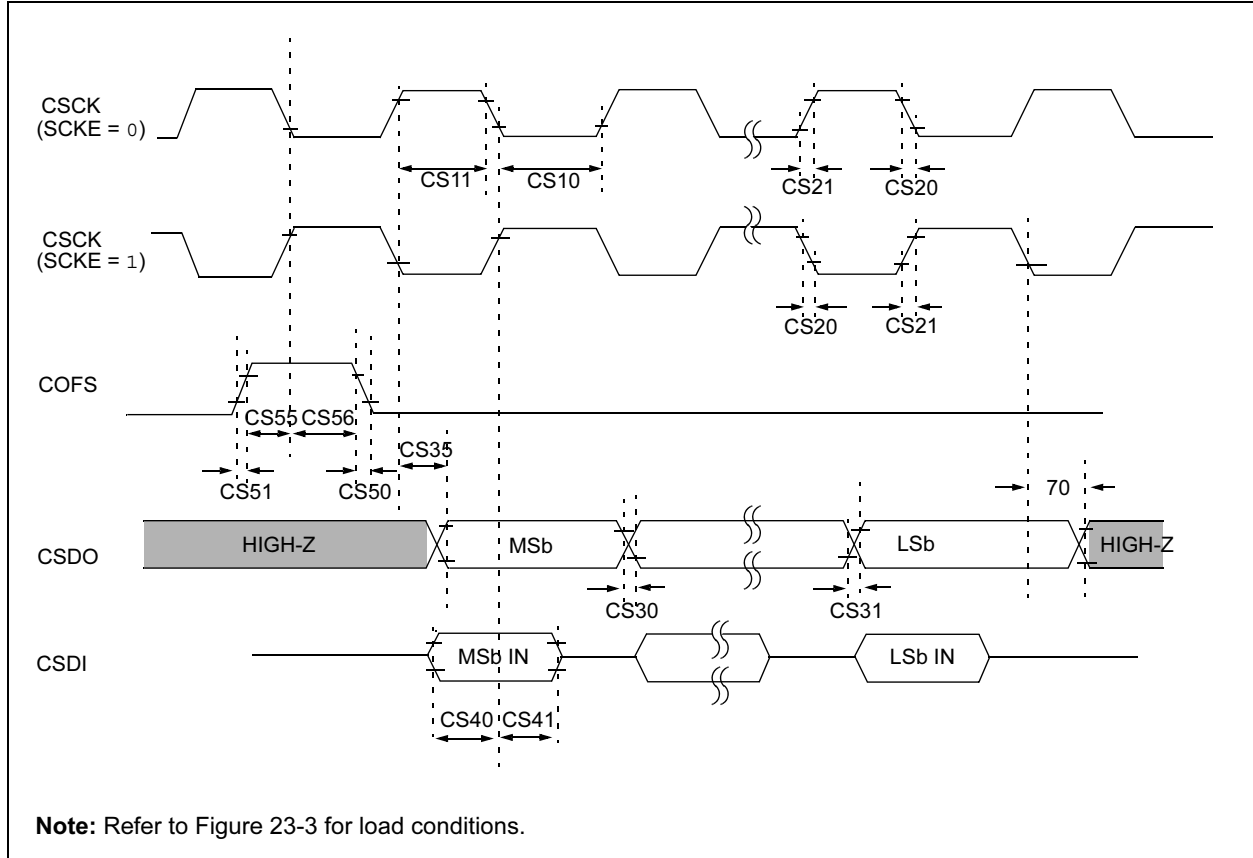 CSCK
(SCKE = 0)
CS11
CS10
CS21
CS20
CSCK
(SCKE = 1)
CS20
CS21
COFS
CS55
CS56
CS35
CS51
CS50
70
CSDO
HIGH-Z
MSb
LSb
HIGH-Z
CS30
CS31
CSDI
MSb IN
LSb IN
CS40
CS41
Note: Refer to Figure 23-3 for load conditions.